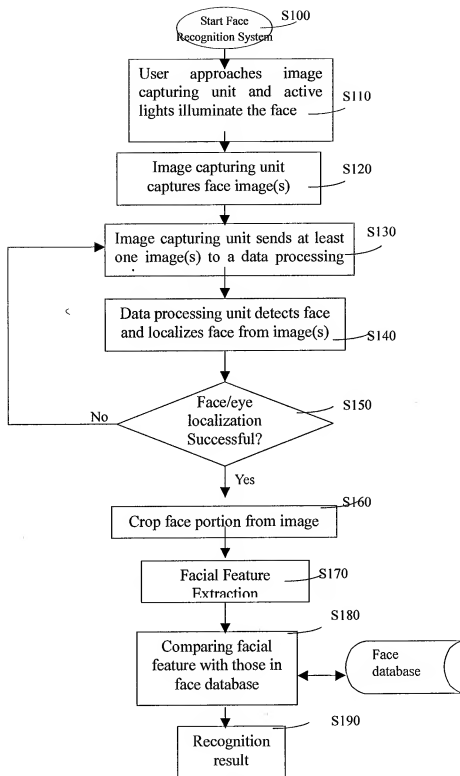 Start Face
Recognition System
S100
User approaches image
capturing unit and active
lights illuminate the face
S110
Image capturing unit
captures face image(s)
S120
Image capturing unit sends at least
one image(s) to a data processing
S130
Data processing unit detects face
and localizes face from image(s)
S140
Face/eye
localization
Successful?
S150
No
Yes
S160
Crop face portion from image
Facial Feature
Extraction
S170
S180
Comparing facial
feature with those in
face database
Face
database
S190
Recognition
result